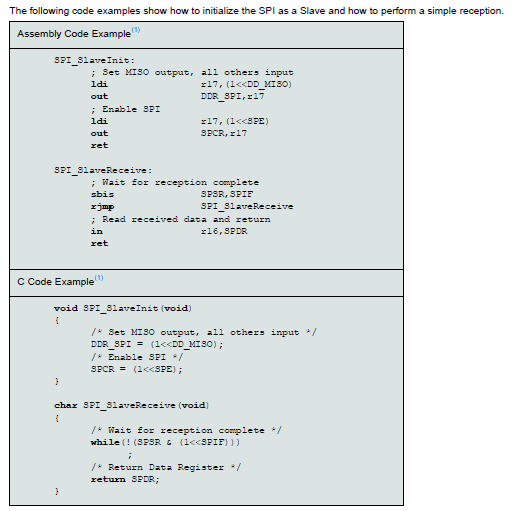 The following code examples show how to initialize the SPI as a Slave and how to perform a simple reception.
Assembly Code Example(1)
SPI_SlaveInit:
; Set MISO output, all others input
ldi r17,(1<<DD_MISO)
out DDR_SPI,r17
; Enable SPI
ldi r17,(1<<SPE)
out SPCR,r17
ret
SPI_SlaveReceive:
; Wait for reception complete
sbis SPSR,SPIF
rjmp SPI_SlaveReceive
; Read received data and return
in r16,SPDR
ret
C Code Example(1)
void SPI_SlaveInit(void)
{
/* Set MISO output, all others input */
DDR_SPI = (1<<DD_MISO);
/* Enable SPI */
SPCR = (1<<SPE);
}
char SPI_SlaveReceive(void)
{
/* Wait for reception complete */
while(!(SPSR & (1<<SPIF)))
;
/* Return Data Register */
return SPDR;
}